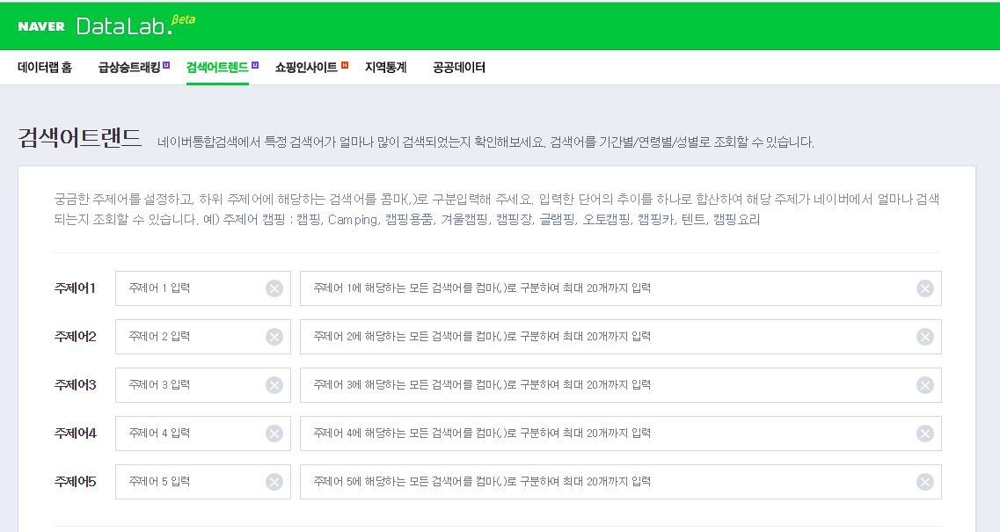 NAVER DataLab. Beta
데이터랩 홈 급상승트래킹 U 검색어트렌드 U 쇼핑인사이트 N 지역통계 공공데이터
검색어트랜드 네이버통합검색에서 특정 검색어가 얼마나 많이 검색되었는지 확인해보세요. 검색어를 기간별/연령별/성별로 조회할 수 있습니다.
궁금한 주제어를 설정하고, 하위 주제어에 해당하는 검색어를 콤마(,)로 구분입력해 주세요. 입력한 단어의 추이를 하나로 합산하여 해당 주제가 네이버에서 얼마나 검색
되는지 조회할 수 있습니다. 예) 주제어 캠핑 : 캠핑, Camping, 캠핑용품, 겨울캠핑, 캠핑장, 글램핑, 오토캠핑, 캠핑카, 텐트, 캠핑요리
주제어1 주제어 1 입력 주제어 1에 해당하는 모든 검색어를 컴마(,)로 구분하여 최대 20개까지 입력
주제어2 주제어 2 입력 주제어 2에 해당하는 모든 검색어를 컴마(,)로 구분하여 최대 20개까지 입력
주제어3 주제어 3 입력 주제어 3에 해당하는 모든 검색어를 컴마(,)로 구분하여 최대 20개까지 입력
주제어4 주제어 4 입력 주제어 4에 해당하는 모든 검색어를 컴마(,)로 구분하여 최대 20개까지 입력
주제어5 주제어 5 입력 주제어 5에 해당하는 모든 검색어를 컴마(,)로 구분하여 최대 20개까지 입력